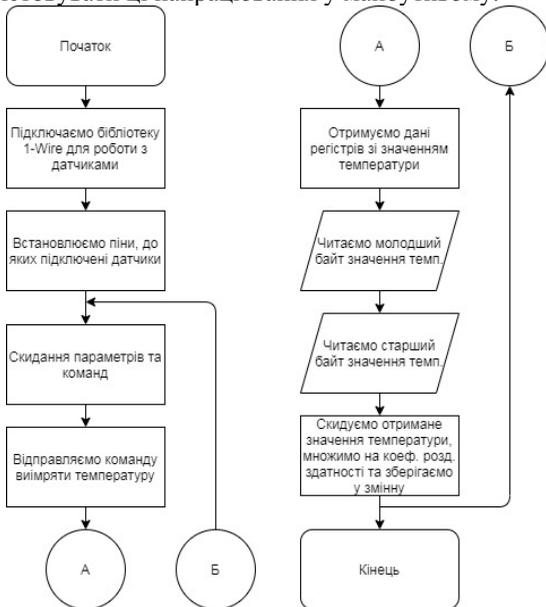 Початок
Підключаємо бібліотеку
1-Wire для роботи з
датчиками
Встановлюємо піни, до
яких підключені датчики
Скидання параметрів та
команд
Відправляємо команду
виімряти температуру
А
Б
А
Отримуємо дані
регістрів зі значенням
температури
Читаємо молодший
байт значення темп.
Читаємо старший
байт значення темп.
Скидуємо отримане
значення температури,
множимо на коеф. розд.
здатності та зберігаємо
у змінну
Кінець
Б